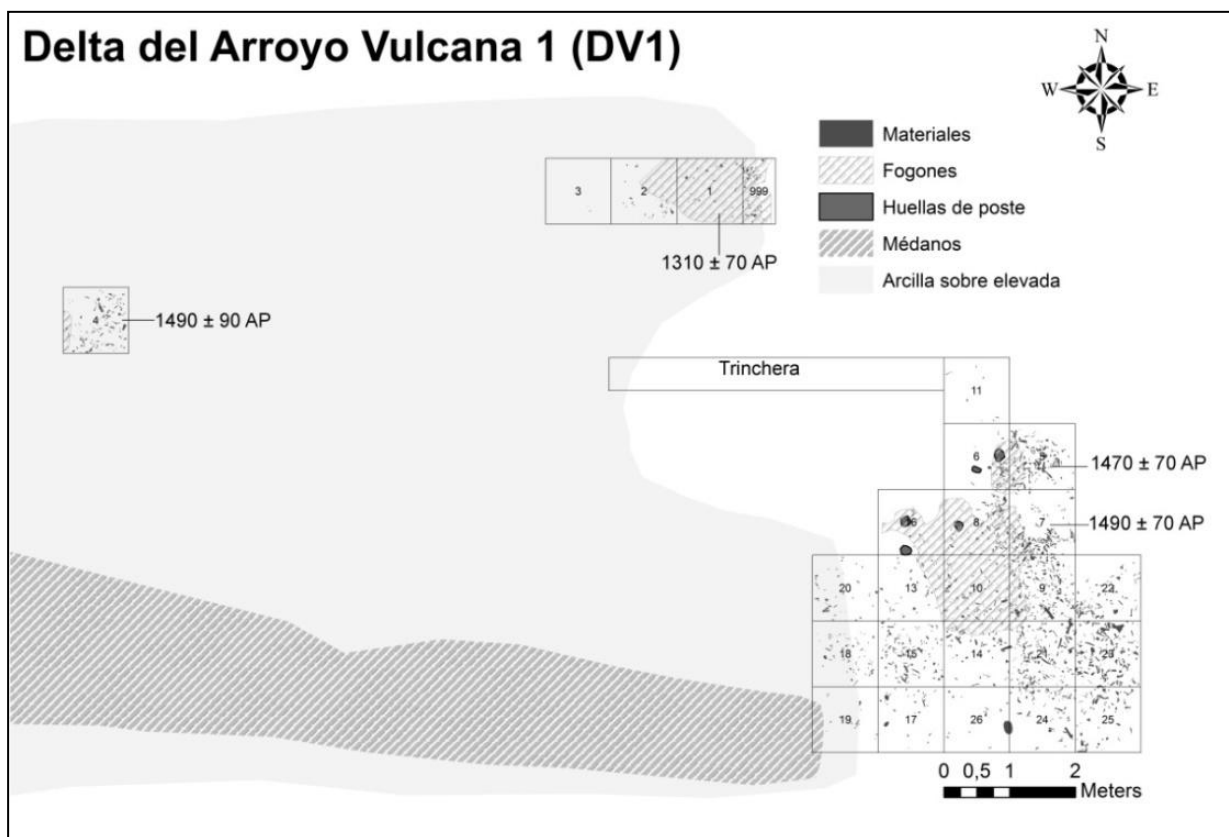 Delta del Arroyo Vulcana 1 (DV1)
N
W E
S
Materiales
Fogones
Huellas de poste
Médanos
Arcilla sobre elevada
3 2 1 999
1310 ± 70 AP
4 1490 ± 90 AP
Trinchera
11
6 5 1470 ± 70 AP
8 7 1490 ± 70 AP
20 13 10 9 22
18 15 14 21 23
19 17 26 24 25
0 0,5 1 2
Meters